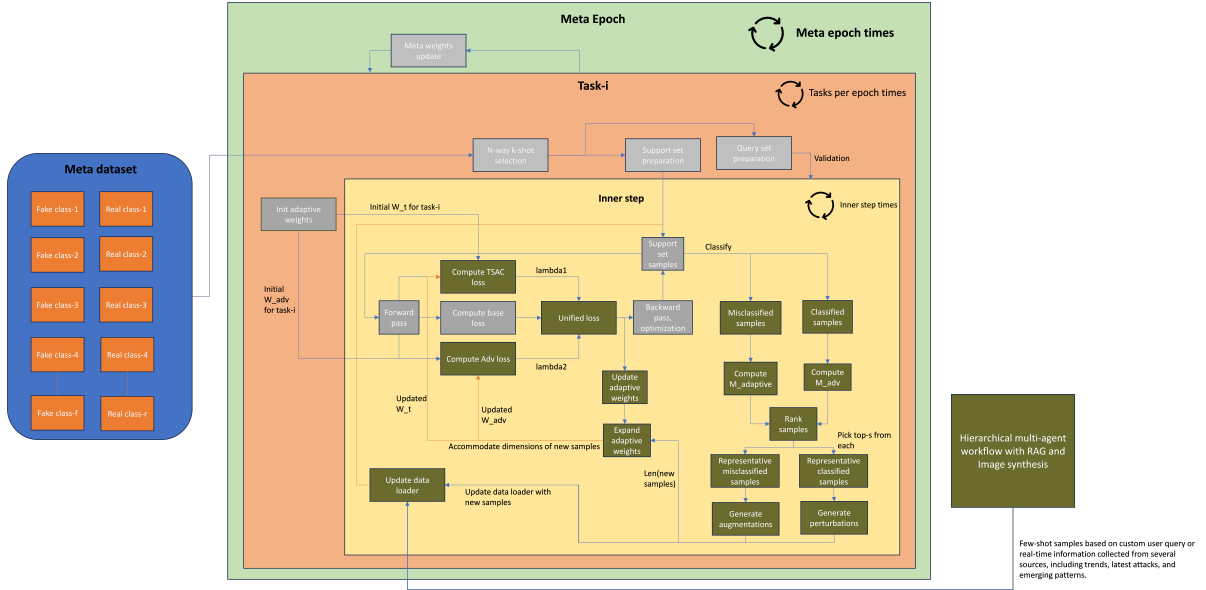 Meta Epoch
Meta epoch times
Meta weights
update
Task-i
Tasks per epoch times
N-way k-shot
selection
Support set
preparation
Query set
preparation
Validation
Meta dataset
Fake class-1
Real class-1
Fake class-2
Real class-2
Fake class-3
Real class-3
Fake class-4
Real class-4
Fake class-f
Real class-r
Init adaptive
weights
Initial W_t for task-i
Initial
W_adv
for task-i
Inner step
Inner step times
Support
set
samples
Classify
Compute TSAC
loss
lambda1
Forward
pass
Compute base
loss
Unified loss
Backward
pass,
optimization
Misclassified
samples
Classified
samples
Compute Adv loss
lambda2
Update
adaptive
weights
Compute
M_adaptive
Compute
M_adv
Updated
W_t
Updated
W_adv
Expand
adaptive
weights
Rank
samples
Accommodate dimensions of new samples
Pick top-s from
each
Update data
loader
Update data loader with
new samples
Len(new
samples)
Representative
misclassified
samples
Representative
classified
samples
Generate
augmentations
Generate
perturbations
Hierarchical multi-agent
workflow with RAG and
Image synthesis
Few-shot samples based on custom user query or
real-time information collected from several
sources, including trends, latest attacks, and
emerging patterns.